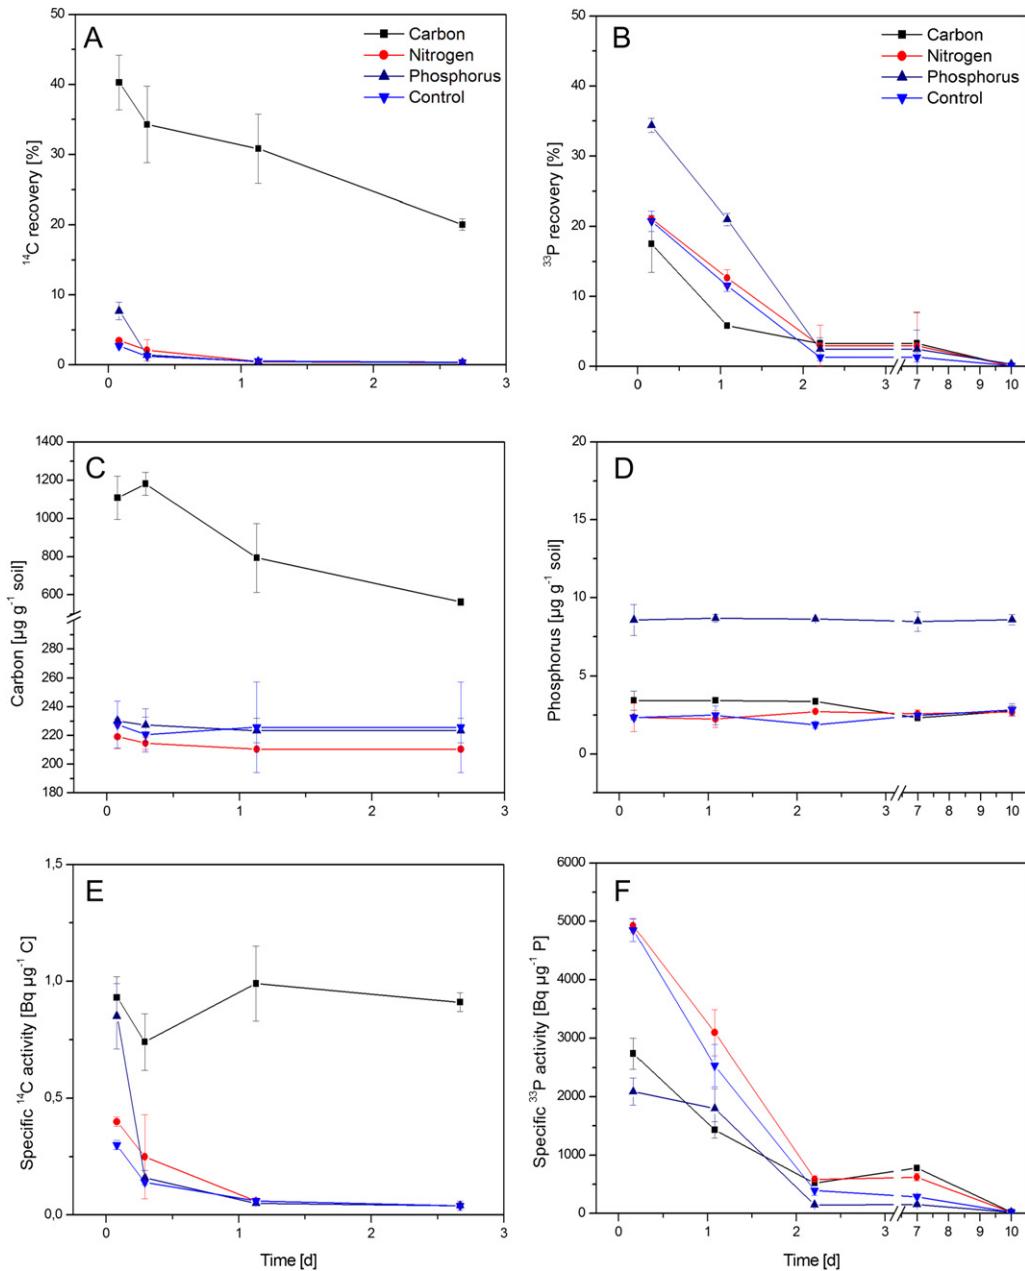 A
Carbon
Nitrogen
Phosphorus
Control
50
40
30
20
10
0
¹⁴C recovery [%]
0 1 2 3
B
Carbon
Nitrogen
Phosphorus
Control
50
40
30
20
10
0
³³P recovery [%]
0 1 2 3 7 8 9 10
C
1400
1200
1000
800
600
280
260
240
220
200
180
Carbon [µg g⁻¹ soil]
0 1 2 3
D
20
15
10
5
0
Phosphorus [µg g⁻¹ soil]
0 1 2 3 7 8 9 10
E
1,5
1,0
0,5
0,0
Specific ¹⁴C activity [Bq µg⁻¹ C]
0 1 2 3
Time [d]
F
6000
5000
4000
3000
2000
1000
0
Specific ³³P activity [Bq µg⁻¹ P]
0 1 2 3 7 8 9 10
Time [d]